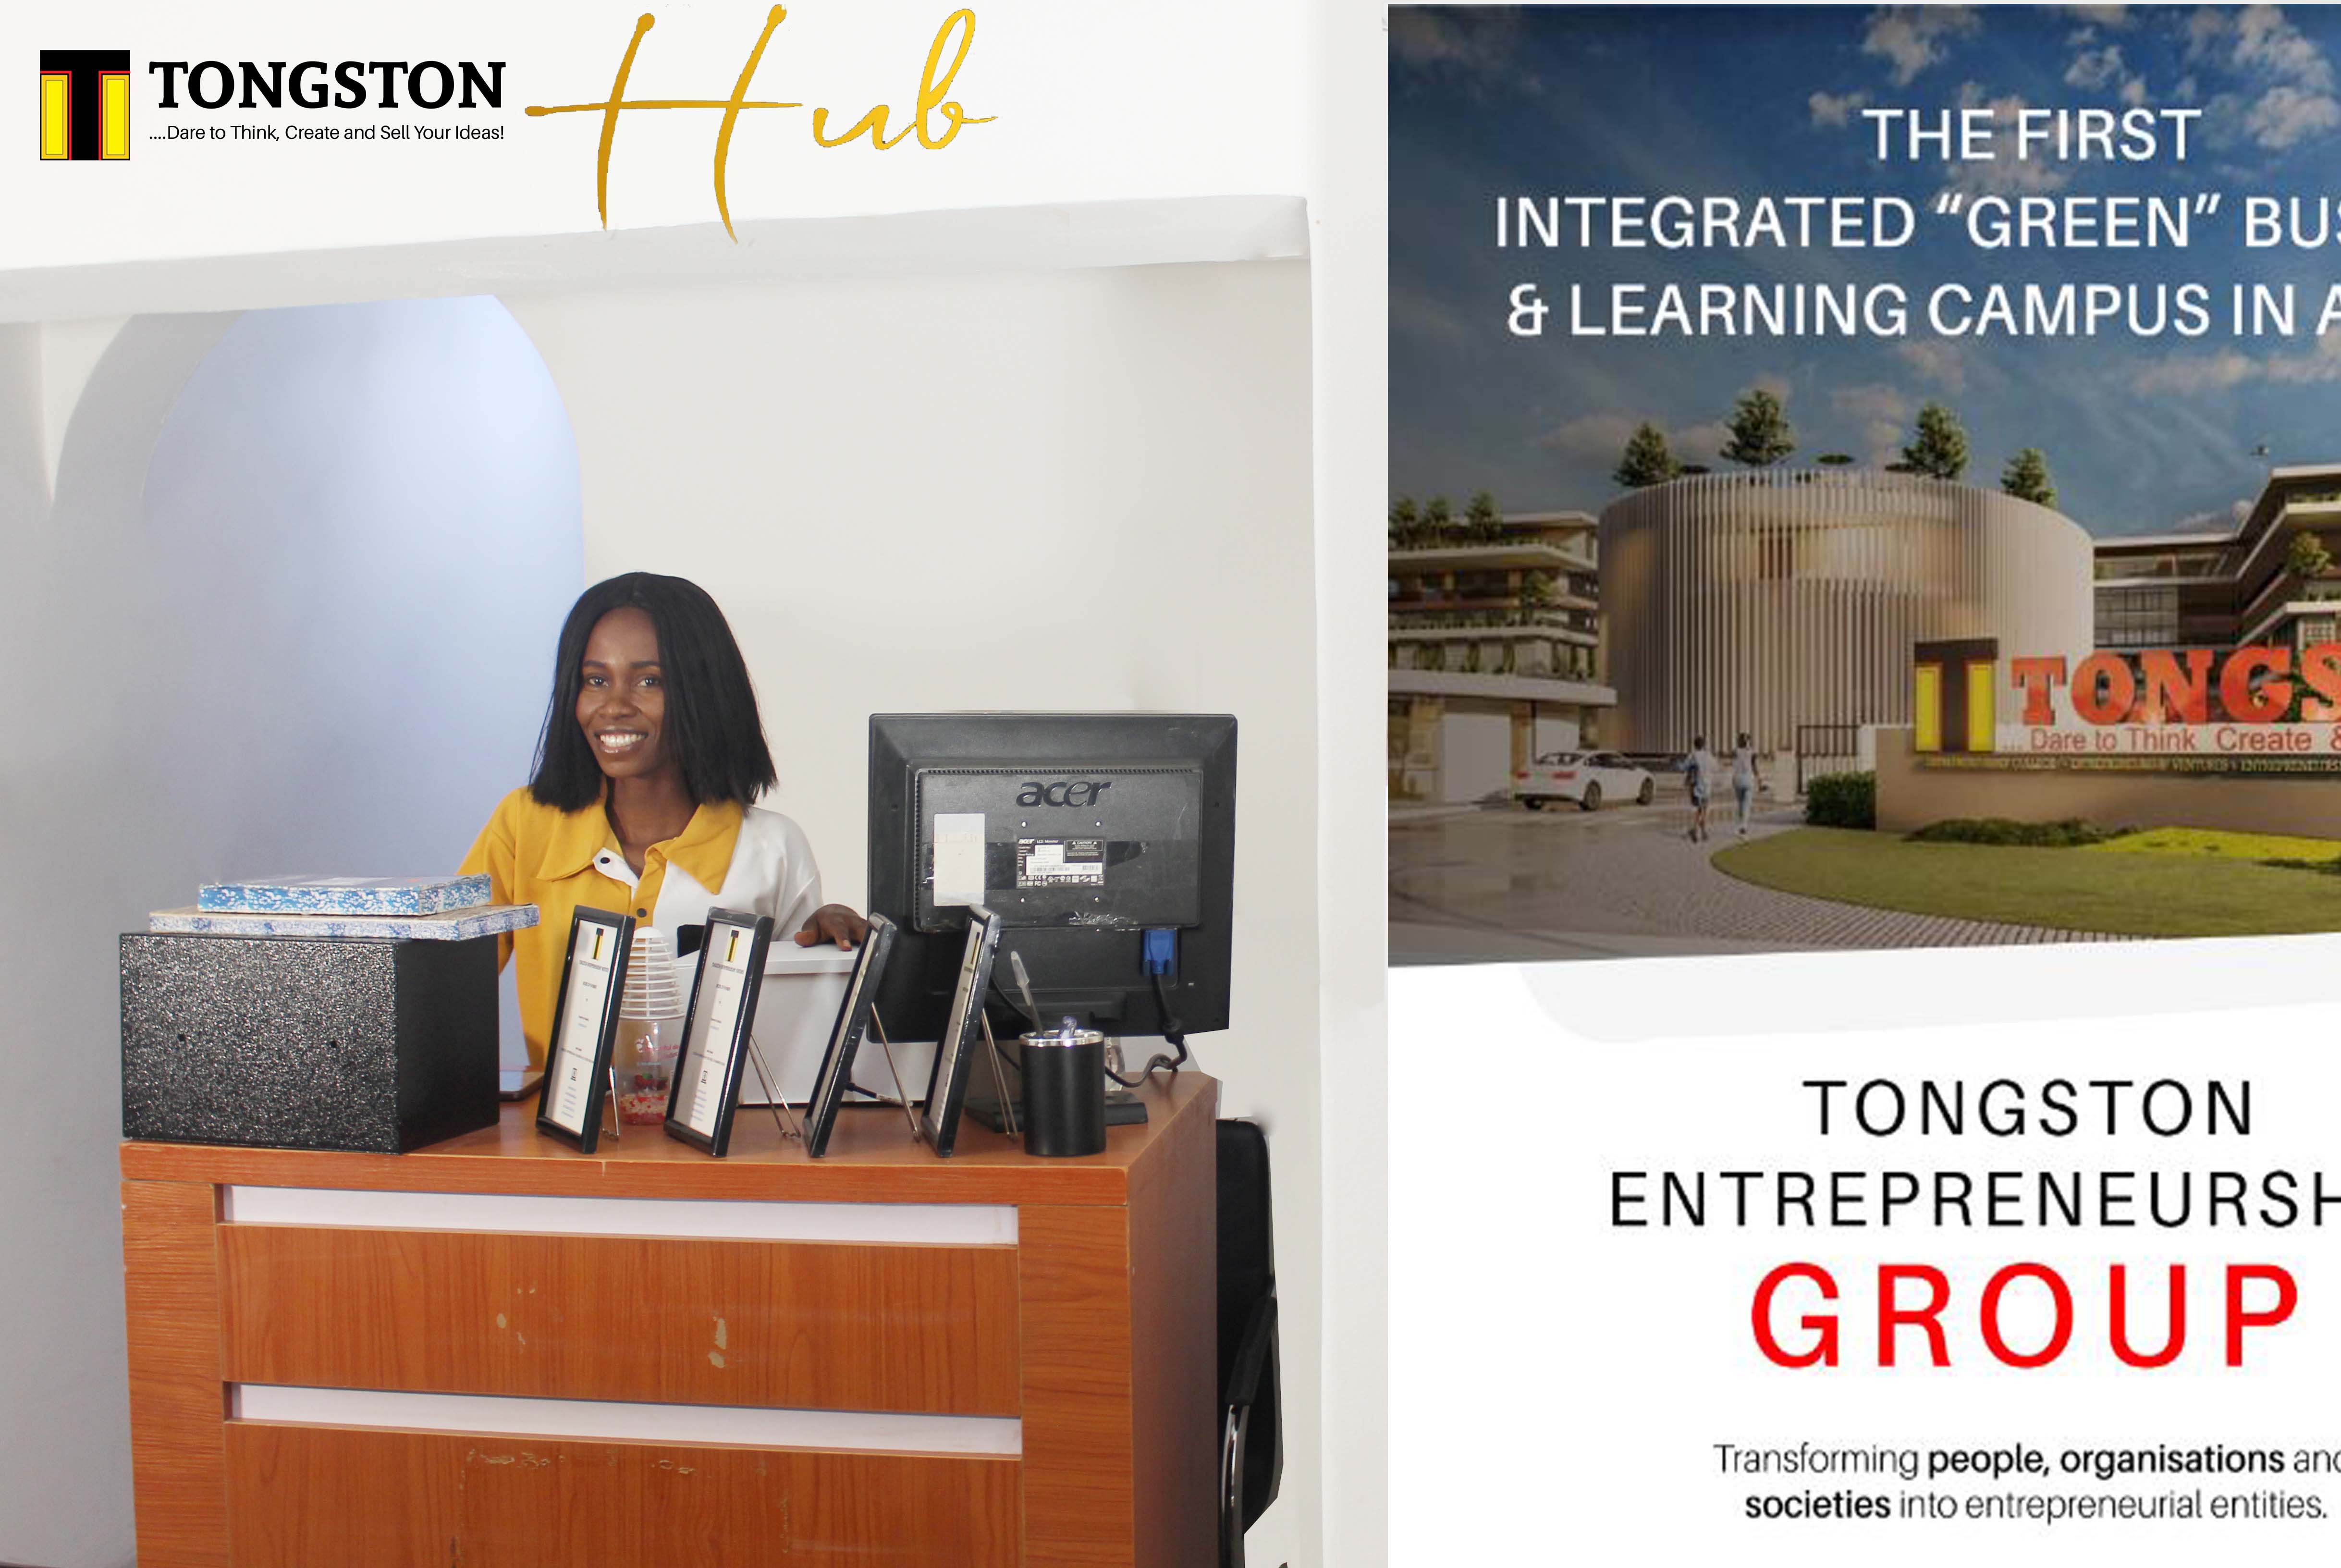 TONGSTON
....Dare to Think, Create and Sell Your Ideas!
Hub
THE FIRST
INTEGRATED “GREEN” BUS
& LEARNING CAMPUS IN A
TONGS
... Dare to Think Create &
acer
TONGSTON
ENTREPRENEURSH
GROUP
Transforming people, organisations and
societies into entrepreneurial entities.